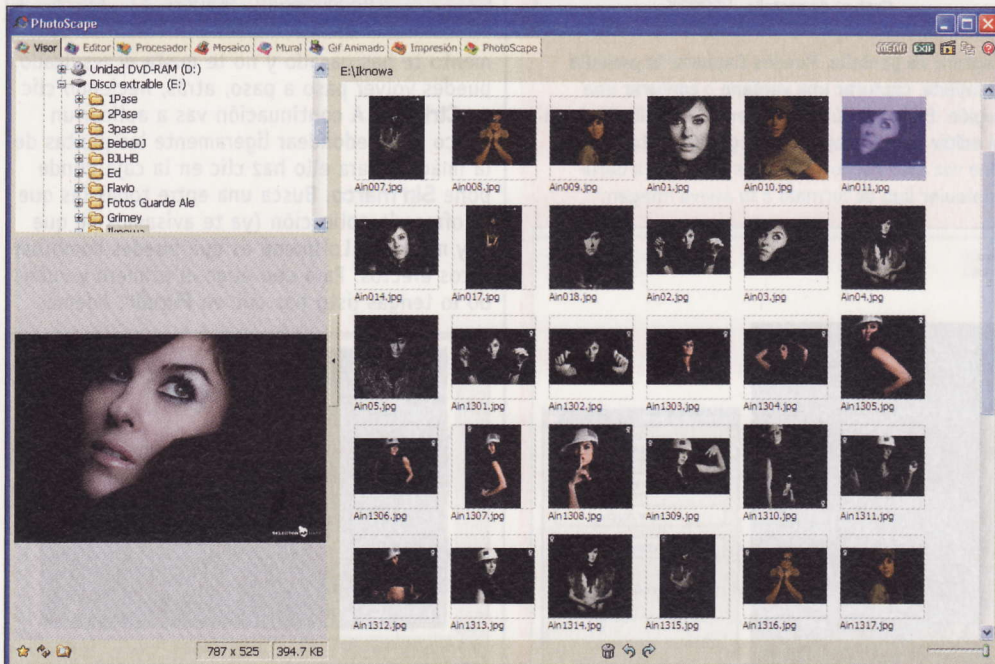 PhotoScape
Visor Editor Procesador Mosaico Mural Gif Animado Impresión PhotoScape
MENÚ EXIF
Unidad DVD-RAM (D:)
Disco extraíble (E:)
1Pase
2Pase
3pase
BebeDJ
BJLHB
Ed
Flavio
Fotos Guarde Ale
Grimey
Iknowa
E:\Iknowa
Ain007.jpg Ain008.jpg Ain009.jpg Ain01.jpg Ain010.jpg Ain011.jpg
Ain014.jpg Ain017.jpg Ain018.jpg Ain02.jpg Ain03.jpg Ain04.jpg
Ain05.jpg Ain1301.jpg Ain1302.jpg Ain1303.jpg Ain1304.jpg Ain1305.jpg
Ain1306.jpg Ain1307.jpg Ain1308.jpg Ain1309.jpg Ain1310.jpg Ain1311.jpg
Ain1312.jpg Ain1313.jpg Ain1314.jpg Ain1315.jpg Ain1316.jpg Ain1317.jpg
787 x 525 394.7 KB